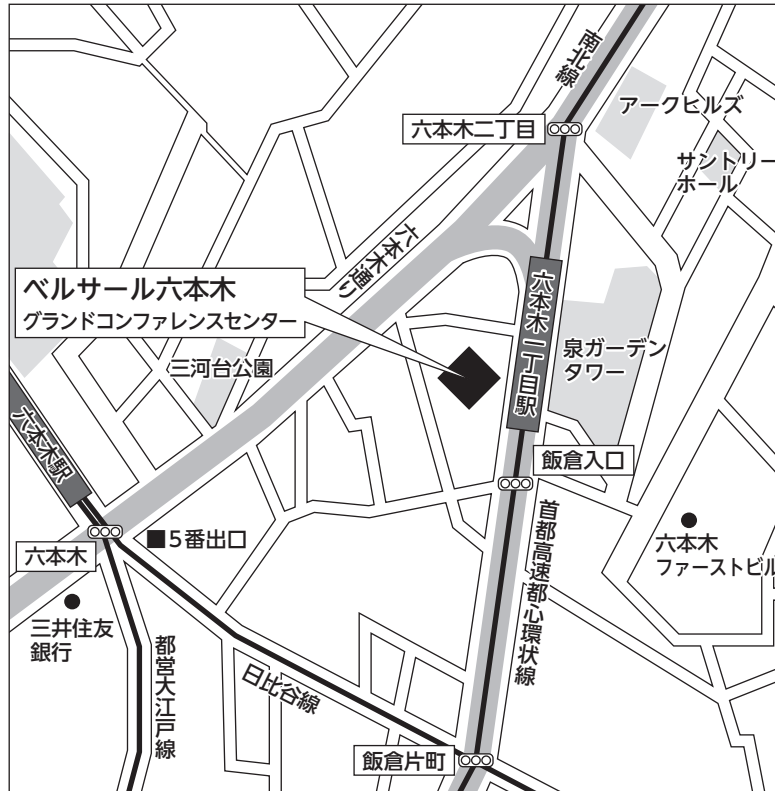 南北線
アークヒルズ
六本木二丁目
サントリー
ホール
六本木通り
ベルサール六本木
グランドコンファレンスセンター
六本木一丁目駅
泉ガーデン
タワー
三河台公園
六本木駅
飯倉入口
首都高速都心環状線
六本木
ファーストビル
5番出口
六本木
三井住友
銀行
都営大江戸線
日比谷線
飯倉片町